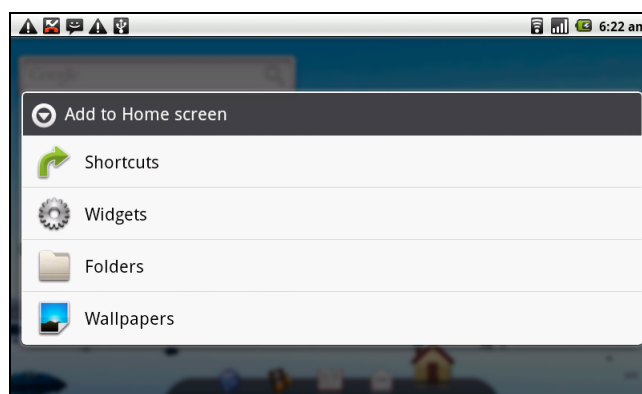 6:22 am
Google
Add to Home screen
Shortcuts
Widgets
Folders
Wallpapers